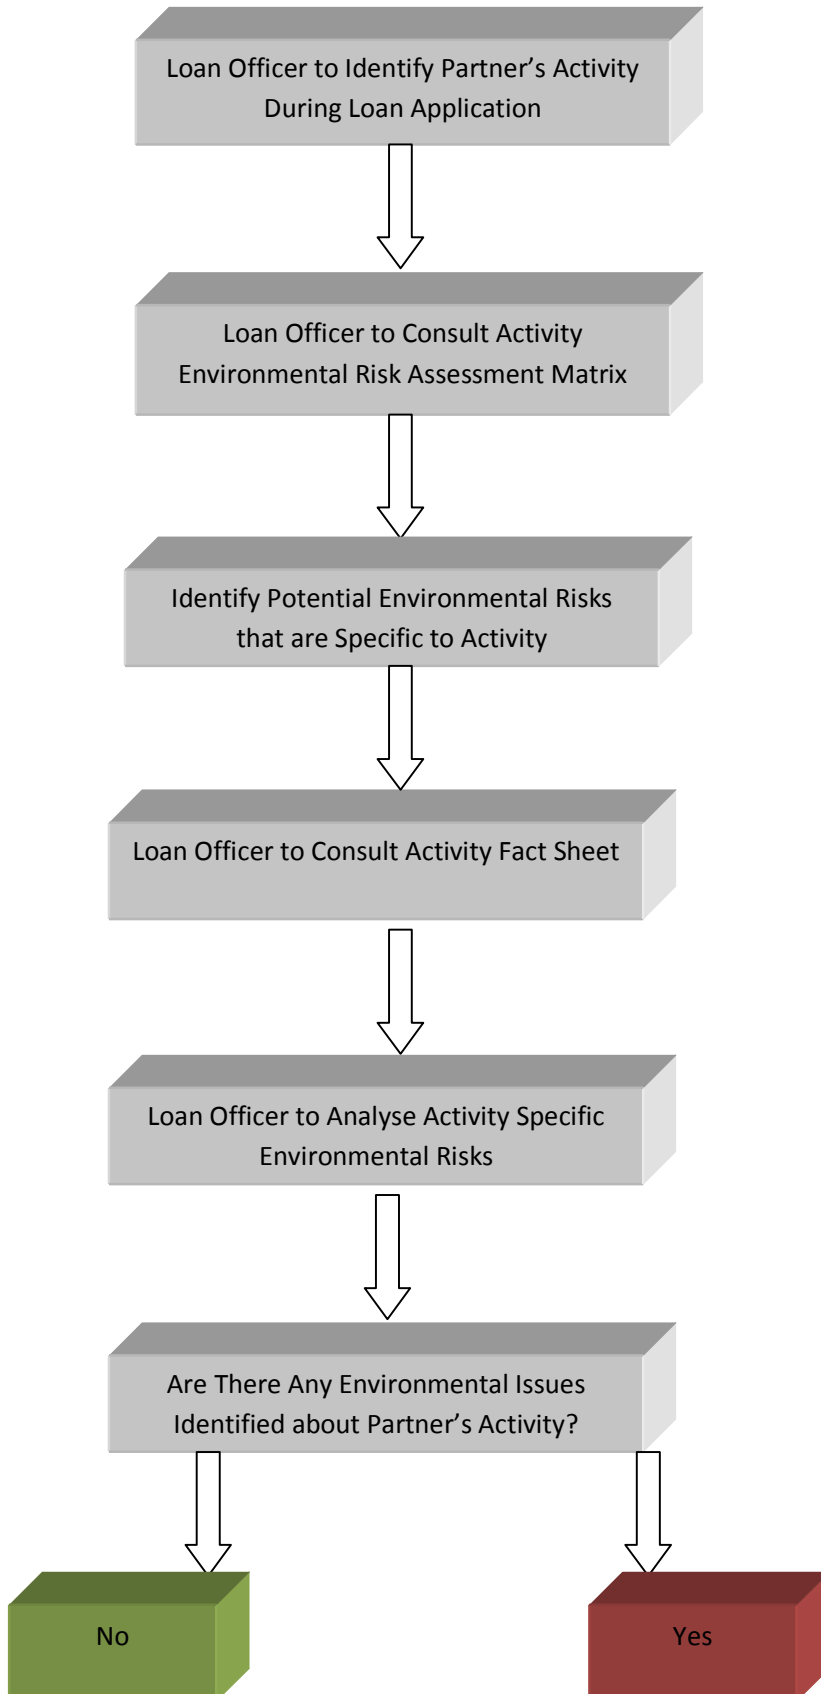 Loan Officer to Identify Partner’s Activity
During Loan Application
Loan Officer to Consult Activity
Environmental Risk Assessment Matrix
Identify Potential Environmental Risks
that are Specific to Activity
Loan Officer to Consult Activity Fact Sheet
Loan Officer to Analyse Activity Specific
Environmental Risks
Are There Any Environmental Issues
Identified about Partner’s Activity?
No
Yes